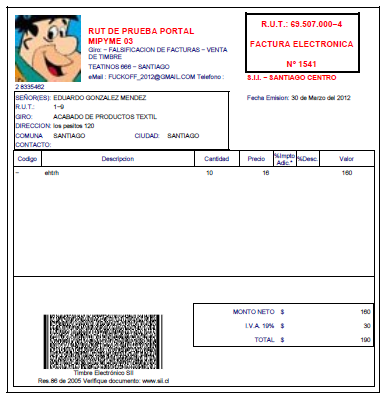 RUT DE PRUEBA PORTAL
MIPYME 03
Giro: - FALSIFICACION DE FACTURAS - VENTA
DE TIMBRE
TEATINOS 666 - SANTIAGO
eMail : FUCKOFF_2012@GMAIL.COM Telefono :
2 8335462
R.U.T.: 69.507.000-4
FACTURA ELECTRONICA
Nº 1541
S.I.I. - SANTIAGO CENTRO
Fecha Emision: 30 de Marzo del 2012
SEÑOR(ES): EDUARDO GONZALEZ MENDEZ
R.U.T.: 1-9
GIRO: ACABADO DE PRODUCTOS TEXTIL
DIRECCION: los pasitos 120
COMUNA SANTIAGO CIUDAD: SANTIAGO
CONTACTO:
Codigo Descripcion Cantidad Precio %Impto Adic.* %Desc. Valor
- eht/h 10 16 160
MONTO NETO $ 160
I.V.A. 19% $ 30
TOTAL $ 190
Timbre Electrónico SII
Res.86 de 2005 Verifique documento: www.sii.cl